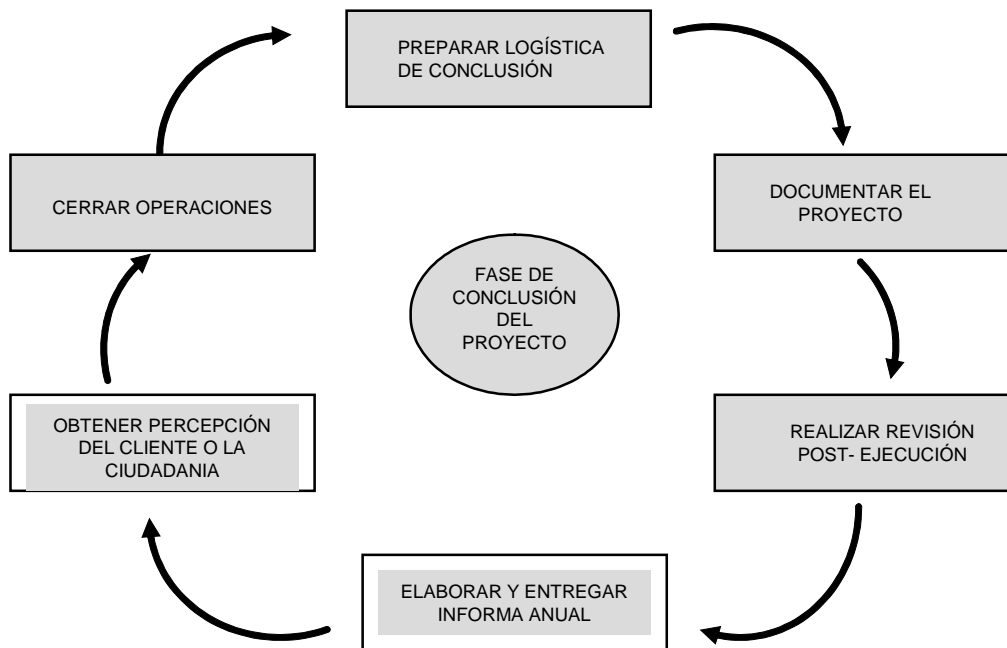 PREPARAR LOGÍSTICA
DE CONCLUSIÓN
CERRAR OPERACIONES
DOCUMENTAR EL
PROYECTO
FASE DE
CONCLUSIÓN
DEL
PROYECTO
OBTENER PERCEPCIÓN
DEL CLIENTE O LA
CIUDADANIA
REALIZAR REVISIÓN
POST- EJECUCIÓN
ELABORAR Y ENTREGAR
INFORMA ANUAL